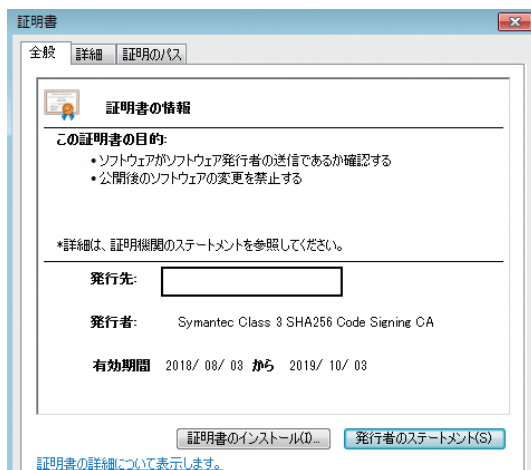 証明書
全般 詳細 証明のパス
証明書の情報
この証明書の目的:
•ソフトウェアがソフトウェア発行者の送信であるか確認する
•公開後のソフトウェアの変更を禁止する
*詳細は、証明機関のステートメントを参照してください。
発行先:
発行者: Symantec Class 3 SHA256 Code Signing CA
有効期間 2018/ 08/ 03 から 2019/ 10/ 03
証明書のインストール(I)... 発行者のステートメント(S)
証明書の詳細について表示します。